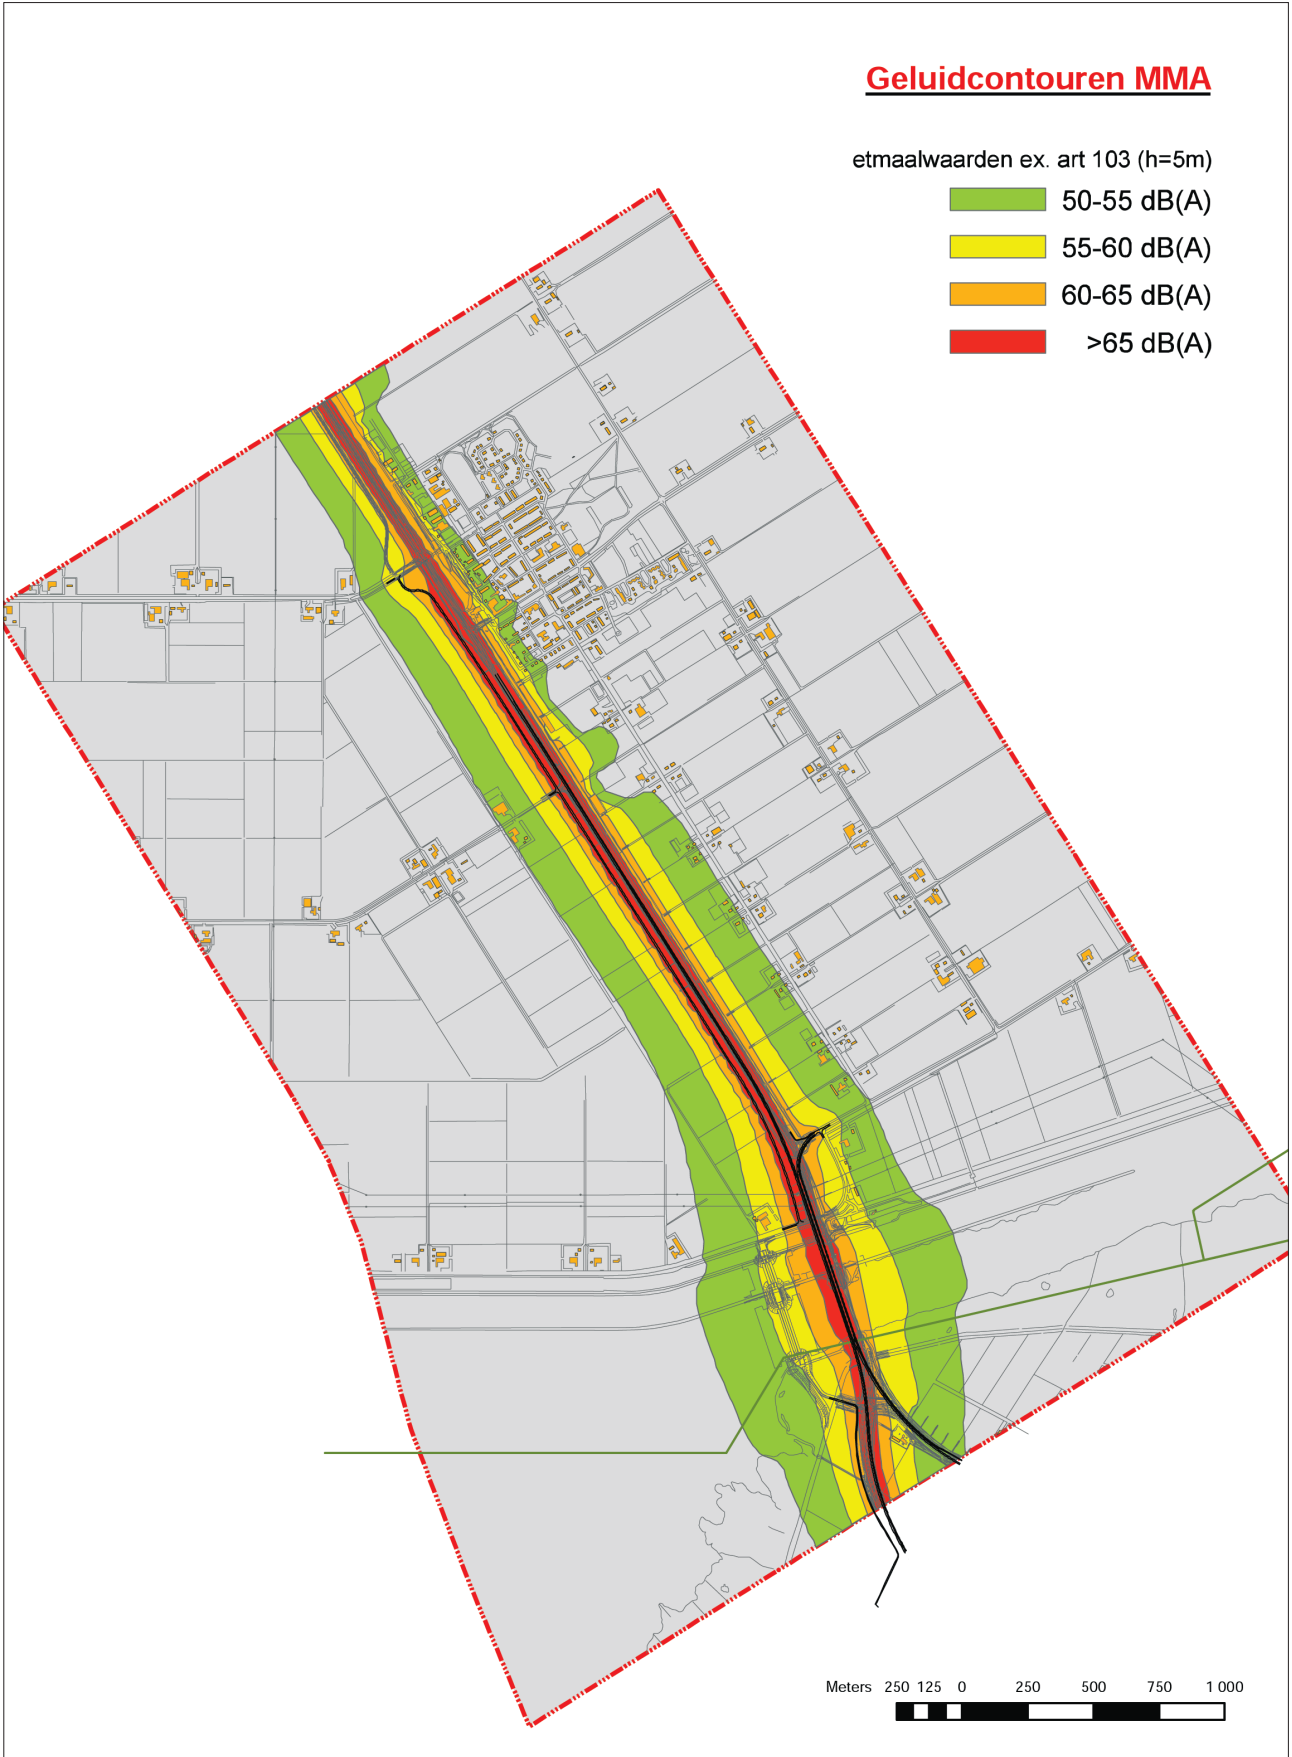 Geluidcontouren MMA
etmaalwaarden ex. art 103 (h=5m)
50-55 dB(A)
55-60 dB(A)
60-65 dB(A)
>65 dB(A)
Meters 250 125 0 250 500 750 1 000